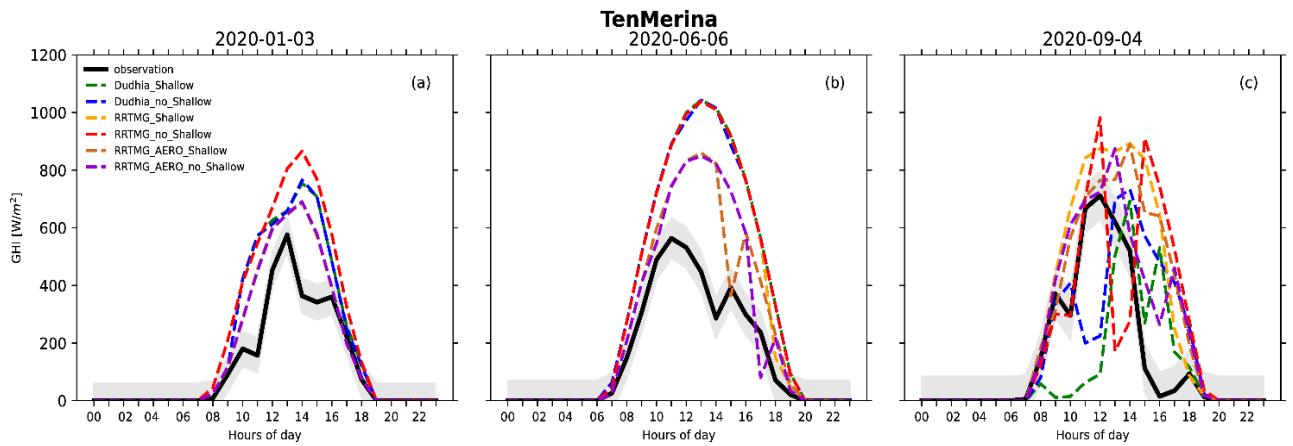 TenMerina
2020-01-03
2020-06-06
2020-09-04
1200
1000
800
600
400
200
0
GHI [W/m²]
observation
Dudhia_Shallow
Dudhia_no_Shallow
RRTMG_Shallow
RRTMG_no_Shallow
RRTMG_AERO_Shallow
RRTMG_AERO_no_Shallow
(a)
(b)
(c)
00 02 04 06 08 10 12 14 16 18 20 22
00 02 04 06 08 10 12 14 16 18 20 22
00 02 04 06 08 10 12 14 16 18 20 22
Hours of day
Hours of day
Hours of day